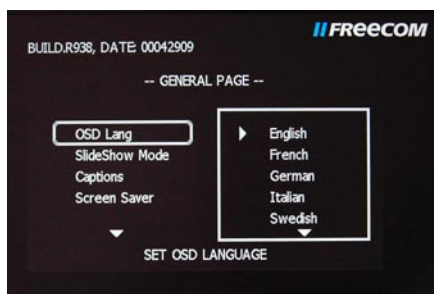 FREECOM
BUILD.R938, DATE 00042909
-- GENERAL PAGE --
OSD Lang
SlideShow Mode
Captions
Screen Saver
English
French
German
Italian
Swedish
SET OSD LANGUAGE